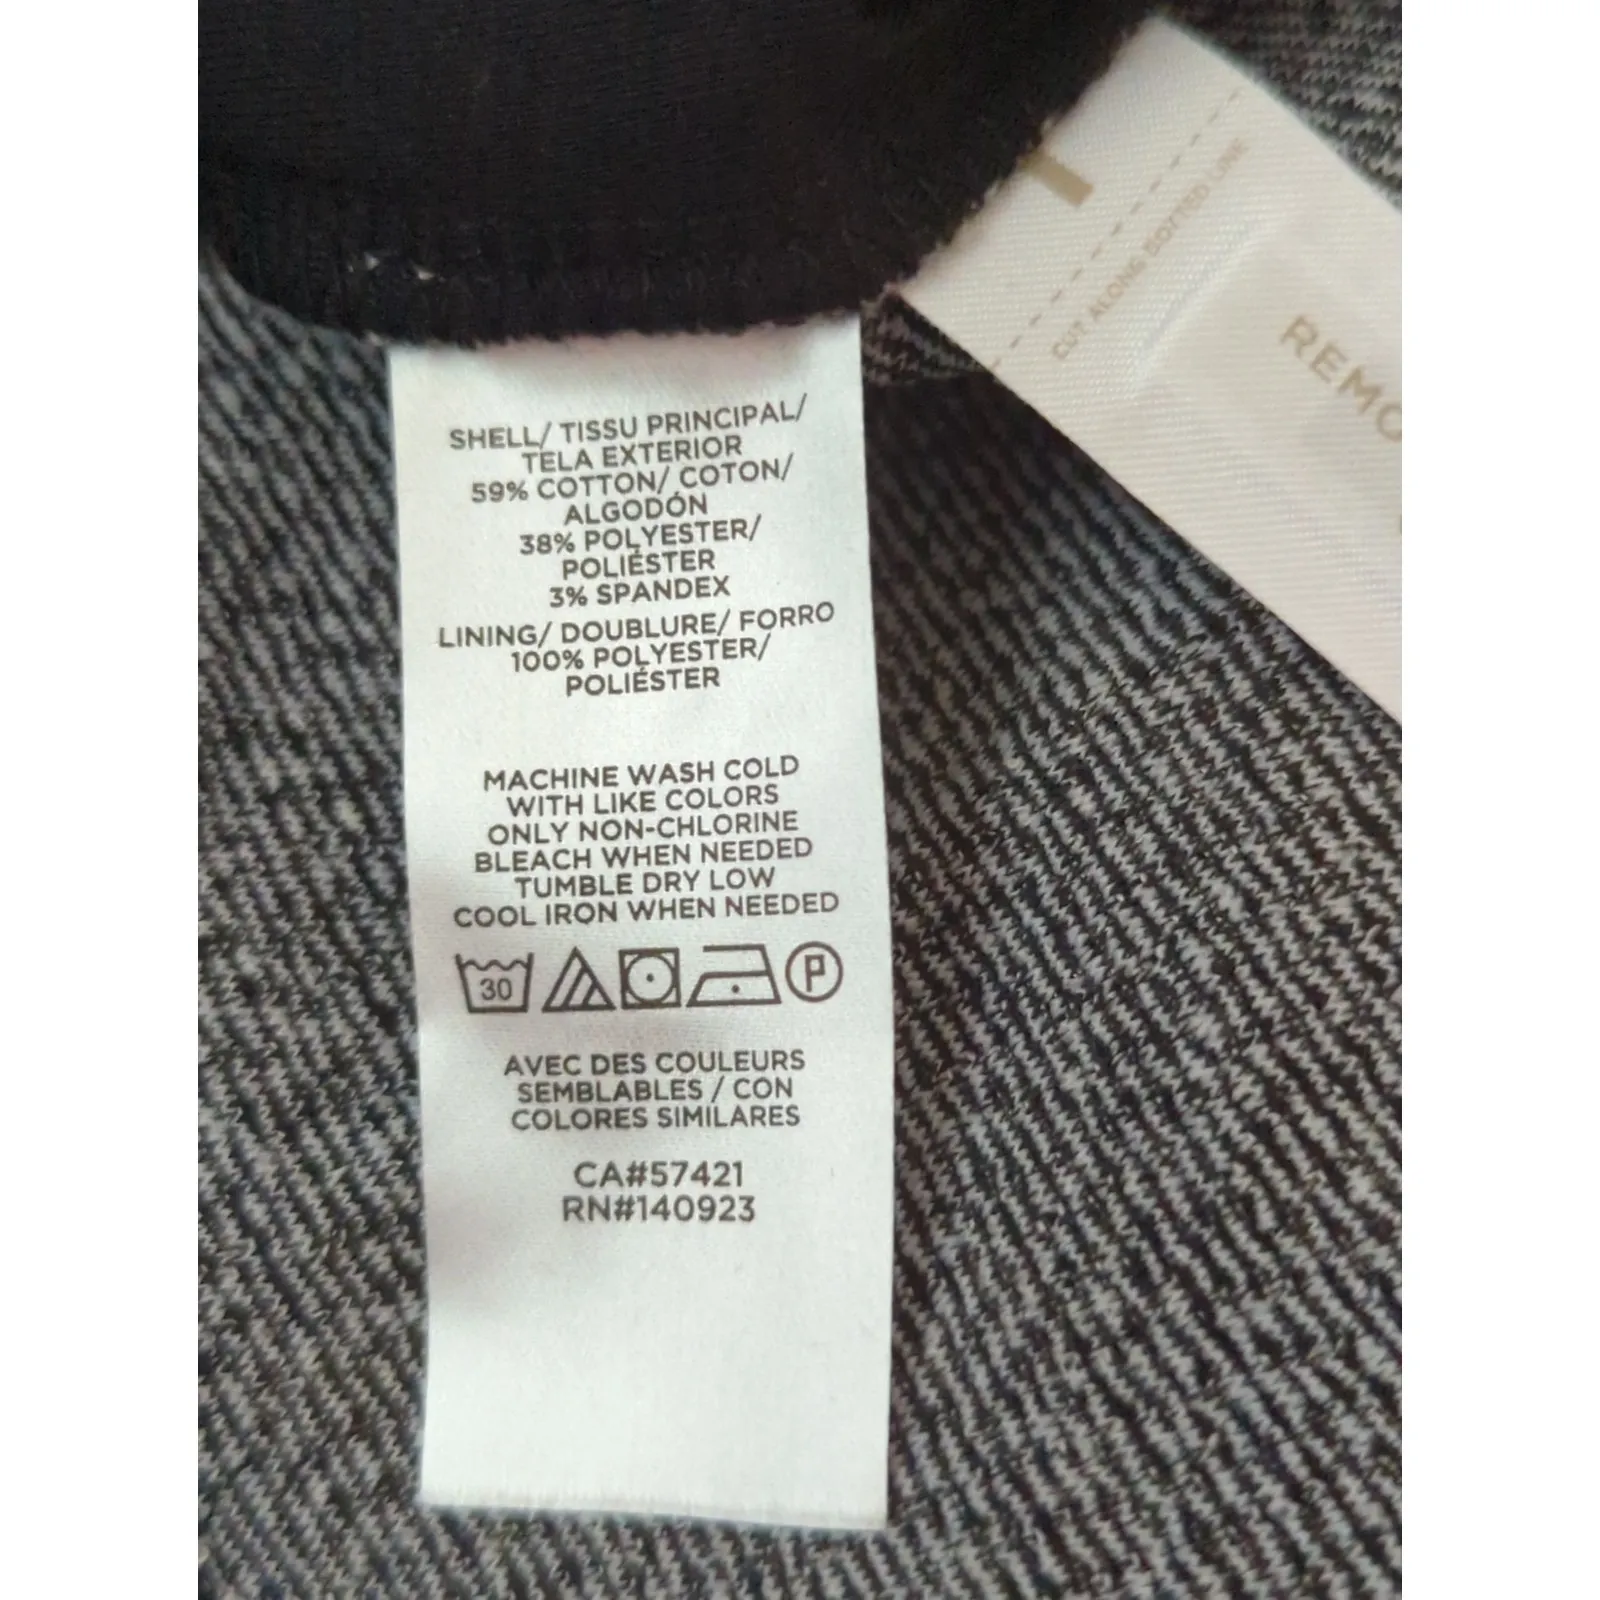 SHELL/ TISSU PRINCIPAL/
TELA EXTERIOR
59% COTTON/ COTON/
ALGODÓN
38% POLYESTER/
POLIÉSTER
3% SPANDEX
LINING/ DOUBLURE/ FORRO
100% POLYESTER/
POLIÉSTER
MACHINE WASH COLD
WITH LIKE COLORS
ONLY NON-CHLORINE
BLEACH WHEN NEEDED
TUMBLE DRY LOW
COOL IRON WHEN NEEDED
30 P
AVEC DES COULEURS
SEMBLABLES / CON
COLORES SIMILARES
CA#57421
RN#140923
CUT ALONG DOTTED LINE
REMO